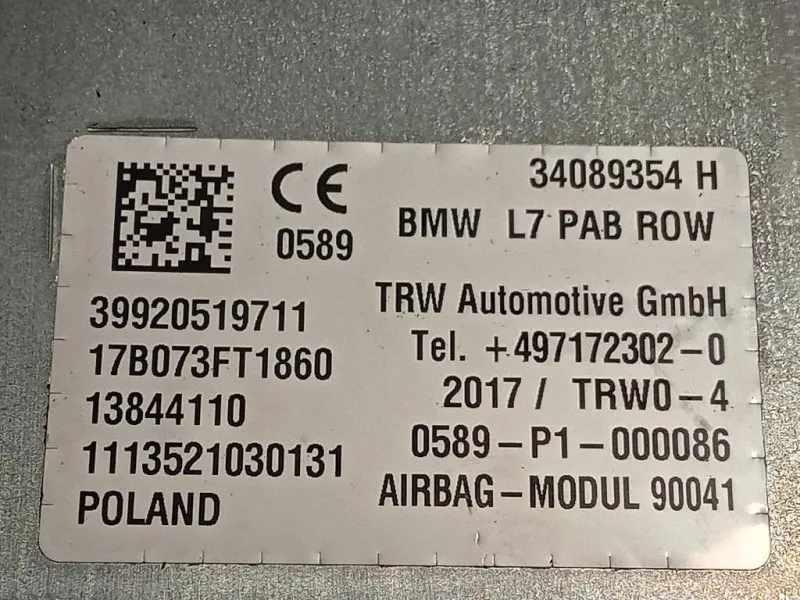 34089354 H
CE
0589
BMW L7 PAB ROW
39920519711
17B073FT1860
13844110
1113521030131
POLAND
TRW Automotive GmbH
Tel. +497172302-0
2017 / TRW0-4
0589-P1-000086
AIRBAG-MODUL 90041